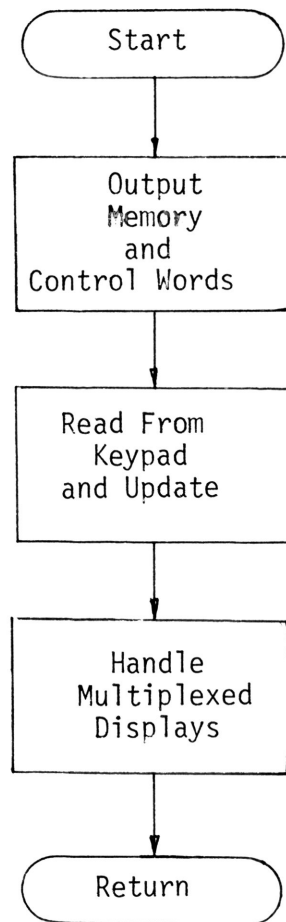 Start
Output
Memory
and
Control Words
Read From
Keypad
and Update
Handle
Multiplexed
Displays
Return